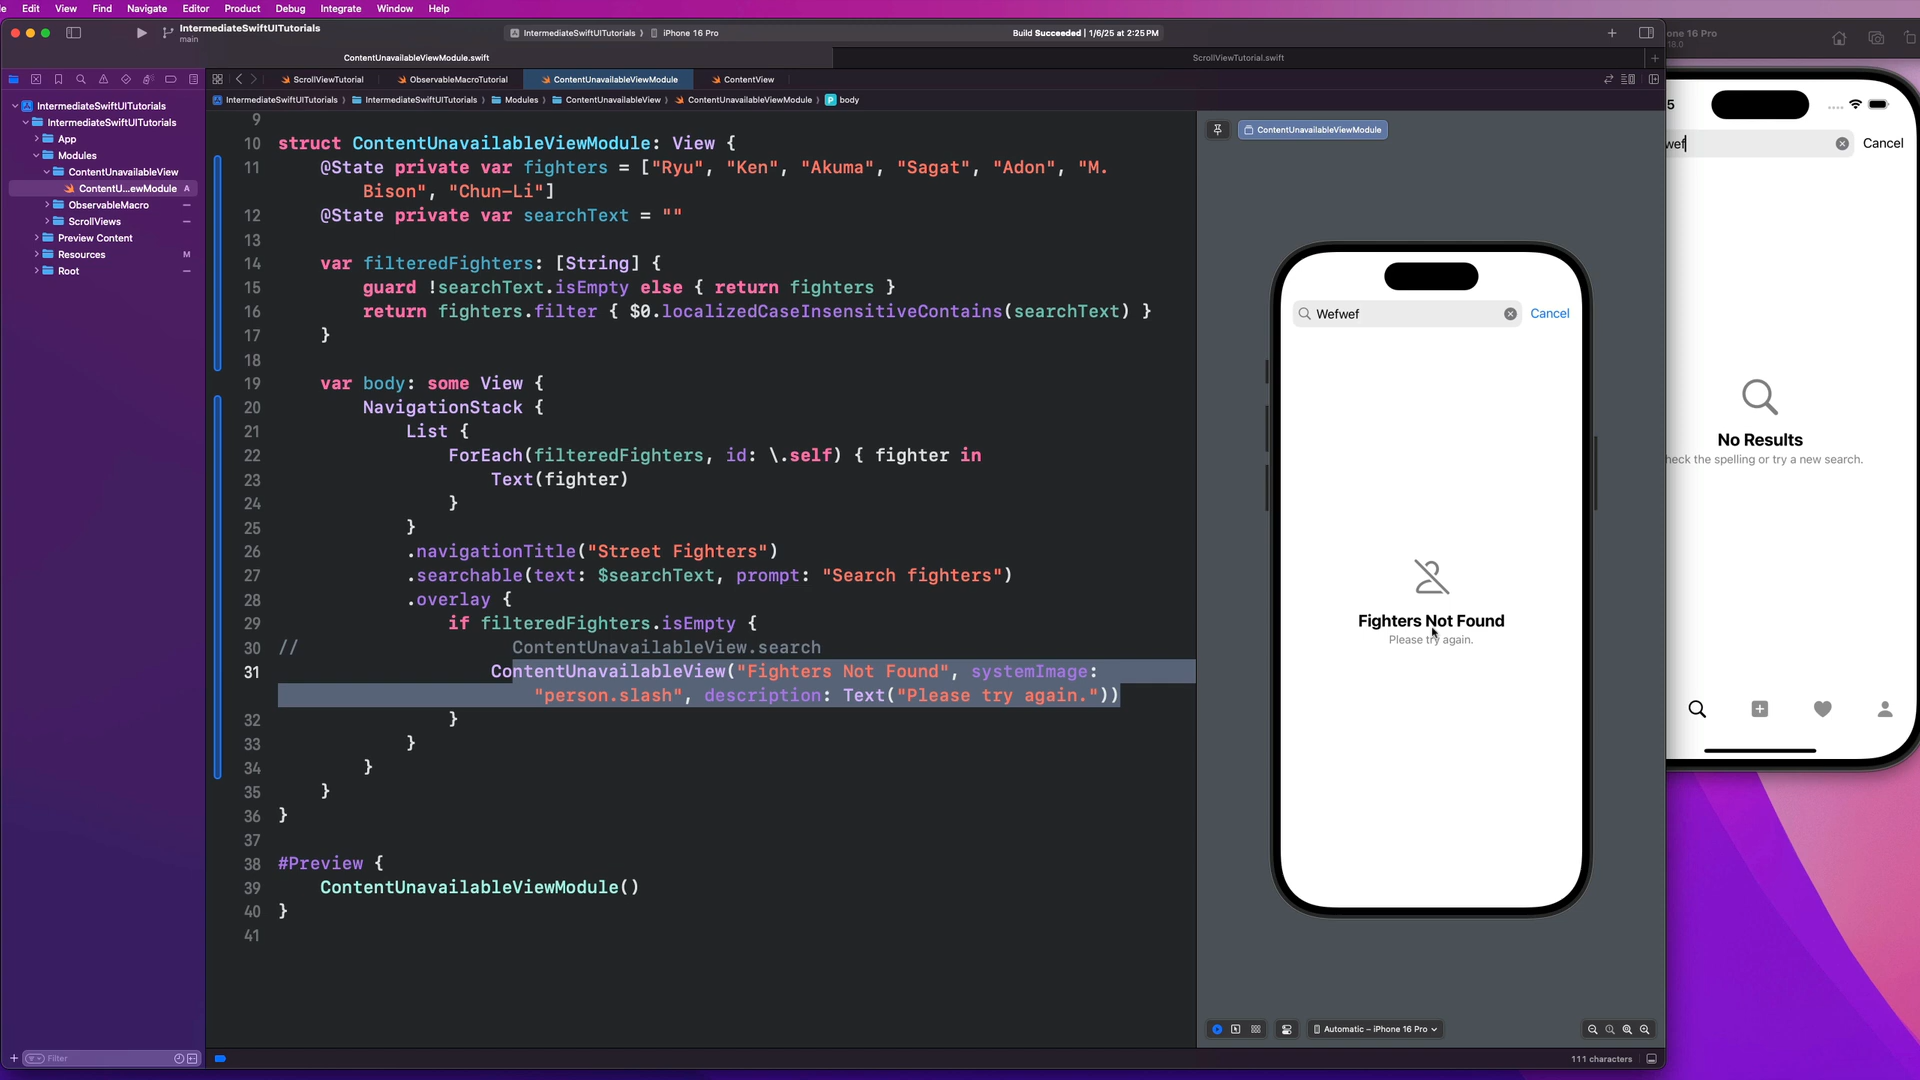 Edit View Find Navigate Editor Product Debug Integrate Window Help
IntermediateSwiftUITutorials
main
IntermediateSwiftUITutorials 〉 iPhone 16 Pro
Build Succeeded | 1/6/25 at 2:25 PM
ContentUnavailableViewModule.swift
ScrollViewTutorial.swift
ScrollViewTutorial
ObservableMacroTutorial
ContentUnavailableViewModule
ContentView
IntermediateSwiftUITutorials 〉 IntermediateSwiftUITutorials 〉 Modules 〉 ContentUnavailableView 〉 ContentUnavailableViewModule 〉 P body
IntermediateSwiftUITutorials
IntermediateSwiftUITutorials
App
Modules
ContentUnavailableView
ContentU...ewModule A
ObservableMacro
ScrollViews
Preview Content
Resources M
Root
Filter
9
10 struct ContentUnavailableViewModule: View {
11 @State private var fighters = ["Ryu", "Ken", "Akuma", "Sagat", "Adon", "M.
Bison", "Chun-Li"]
12 @State private var searchText = ""
13
14 var filteredFighters: [String] {
15 guard !searchText.isEmpty else { return fighters }
16 return fighters.filter { $0.localizedCaseInsensitiveContains(searchText) }
17 }
18
19 var body: some View {
20 NavigationStack {
21 List {
22 ForEach(filteredFighters, id: \.self) { fighter in
23 Text(fighter)
24 }
25 }
26 .navigationTitle("Street Fighters")
27 .searchable(text: $searchText, prompt: "Search fighters")
28 .overlay {
29 if filteredFighters.isEmpty {
30 // ContentUnavailableView.search
31 ContentUnavailableView("Fighters Not Found", systemImage:
"person.slash", description: Text("Please try again."))
32 }
33 }
34 }
35 }
36 }
37
38 #Preview {
39 ContentUnavailableViewModule()
40 }
41
ContentUnavailableViewModule
Wefwef
Cancel
Fighters Not Found
Please try again.
Automatic – iPhone 16 Pro
111 characters
one 16 Pro
18.0
5
wef
Cancel
No Results
heck the spelling or try a new search.